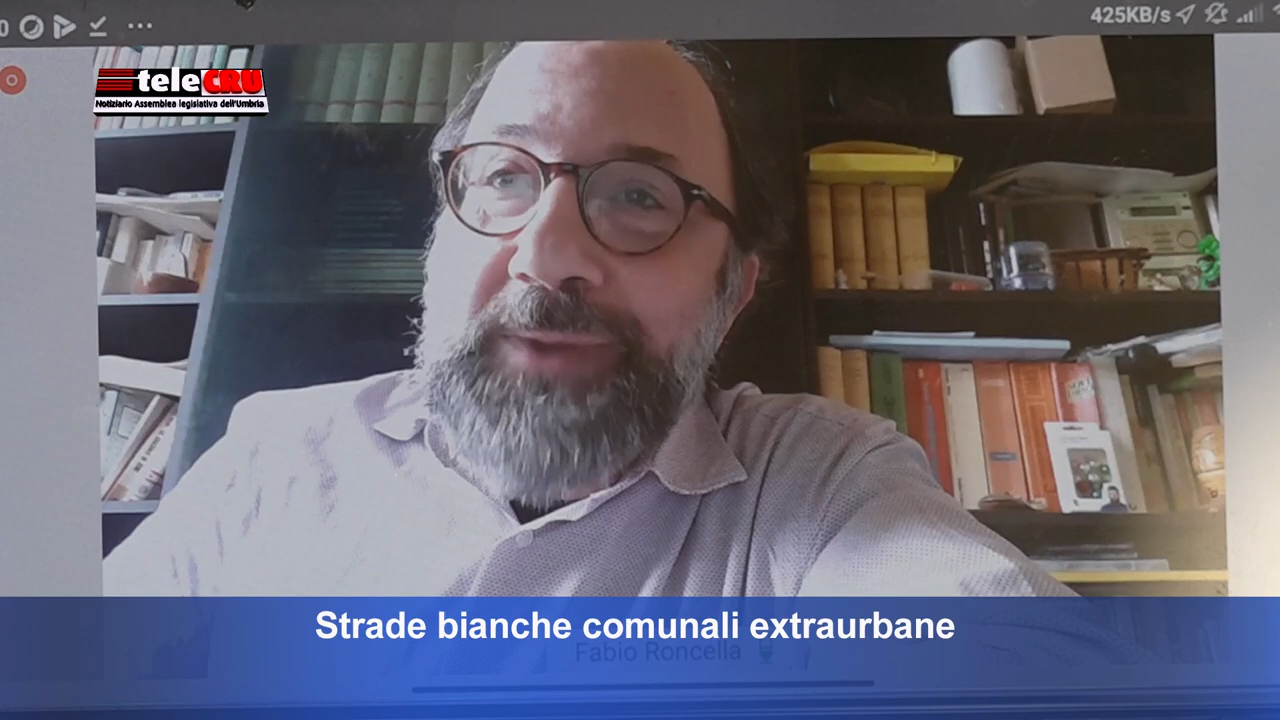 425KB/s
teleCRU
Notiziario Assemblea legislativa dell'Umbria
Strade bianche comunali extraurbane
Fabio Roncella